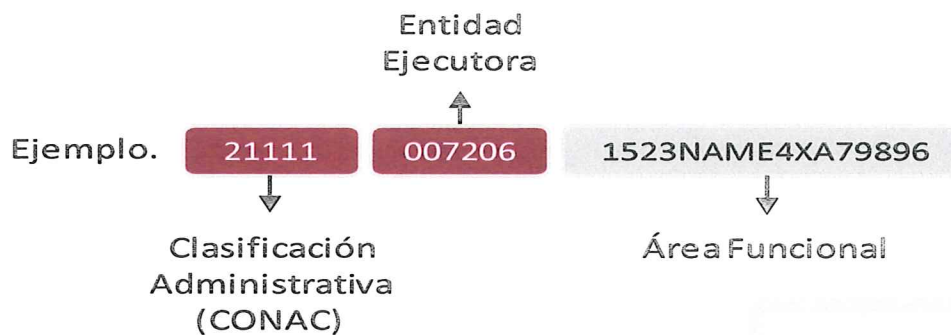 Entidad
Ejecutora
Ejemplo. 21111 007206 1523NAME4XA79896
Clasificación
Administrativa
(CONAC)
Área Funcional